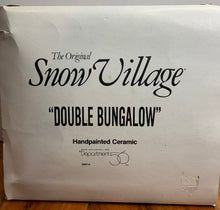 The Original
Snow Village®
"DOUBLE BUNGALOW"
Handpainted Ceramic
Department 56